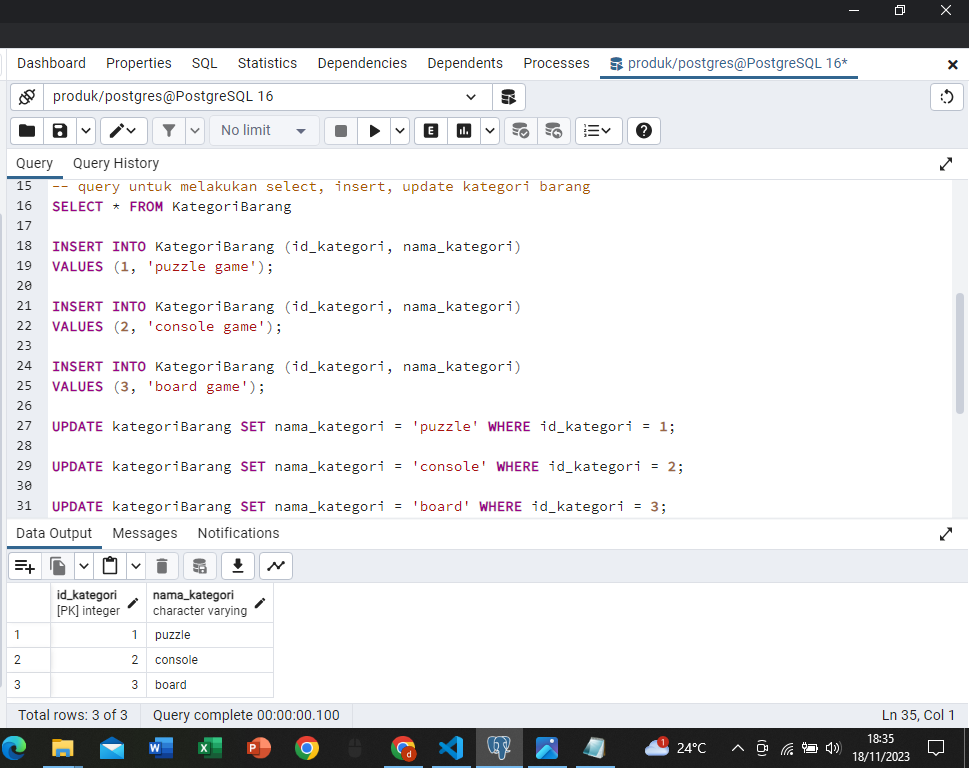 Dashboard Properties SQL Statistics Dependencies Dependents Processes produk/postgres@PostgreSQL 16*
produk/postgres@PostgreSQL 16
No limit
E
Query Query History
15 -- query untuk melakukan select, insert, update kategori barang
16 SELECT * FROM KategoriBarang
17
18 INSERT INTO KategoriBarang (id_kategori, nama_kategori)
19 VALUES (1, 'puzzle game');
20
21 INSERT INTO KategoriBarang (id_kategori, nama_kategori)
22 VALUES (2, 'console game');
23
24 INSERT INTO KategoriBarang (id_kategori, nama_kategori)
25 VALUES (3, 'board game');
26
27 UPDATE kategoriBarang SET nama_kategori = 'puzzle' WHERE id_kategori = 1;
28
29 UPDATE kategoriBarang SET nama_kategori = 'console' WHERE id_kategori = 2;
30
31 UPDATE kategoriBarang SET nama_kategori = 'board' WHERE id_kategori = 3;
Data Output Messages Notifications
id_kategori nama_kategori
[PK] integer character varying
1 1 puzzle
2 2 console
3 3 board
Total rows: 3 of 3 Query complete 00:00:00.100 Ln 35, Col 1
24°C
18:35
18/11/2023